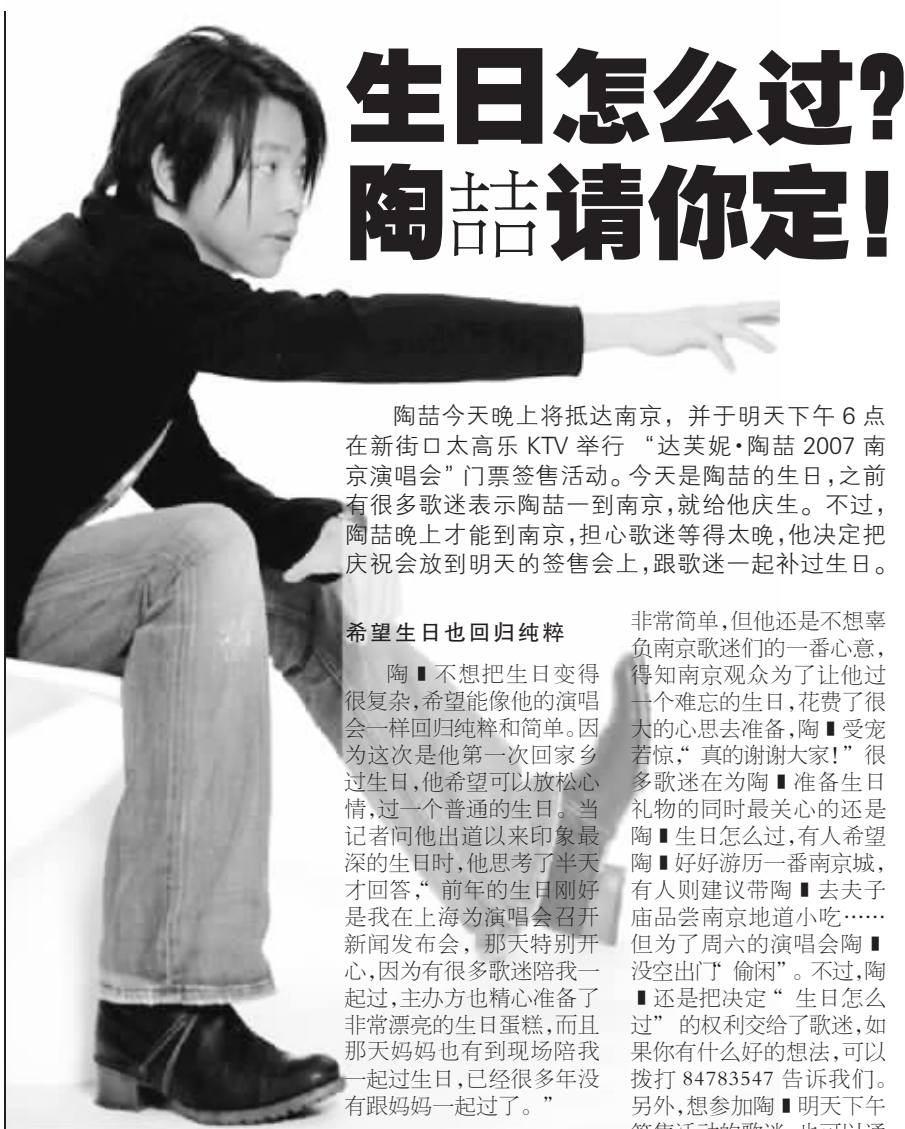 生日怎么过?
陶喆请你定!
陶喆今天晚上将抵达南京，并于明天下午 6 点
在新街口太高乐 KTV 举行 “达芙妮·陶喆 2007 南
京演唱会”门票签售活动。今天是陶喆的生日,之前
有很多歌迷表示陶喆一到南京,就给他庆生。不过,
陶喆晚上才能到南京,担心歌迷等得太晚,他决定把
庆祝会放到明天的签售会上,跟歌迷一起补过生日。
希望生日也回归纯粹
陶▮不想把生日变得
很复杂,希望能像他的演唱
会一样回归纯粹和简单。因
为这次是他第一次回家乡
过生日,他希望可以放松心
情,过一个普通的生日。当
记者问他出道以来印象最
深的生日时,他思考了半天
才回答,“前年的生日刚好
是我在上海为演唱会召开
新闻发布会，那天特别开
心,因为有很多歌迷陪我一
起过,主办方也精心准备了
非常漂亮的生日蛋糕,而且
那天妈妈也有到现场陪我
一起过生日,已经很多年没
有跟妈妈一起过了。”
非常简单,但他还是不想辜
负南京歌迷们的一番心意,
得知南京观众为了让他过
一个难忘的生日,花费了很
大的心思去准备,陶▮受宠
若惊,“真的谢谢大家!”很
多歌迷在为陶▮准备生日
礼物的同时最关心的还是
陶▮生日怎么过,有人希望
陶▮好好游历一番南京城,
有人则建议带陶▮去夫子
庙品尝南京地道小吃……
但为了周六的演唱会陶▮
没空出门“偷闲”。不过,陶
▮还是把决定“生日怎么
过”的权利交给了歌迷,如
果你有什么好的想法,可以
拨打 84783547 告诉我们。
另外,想参加陶▮明天下午